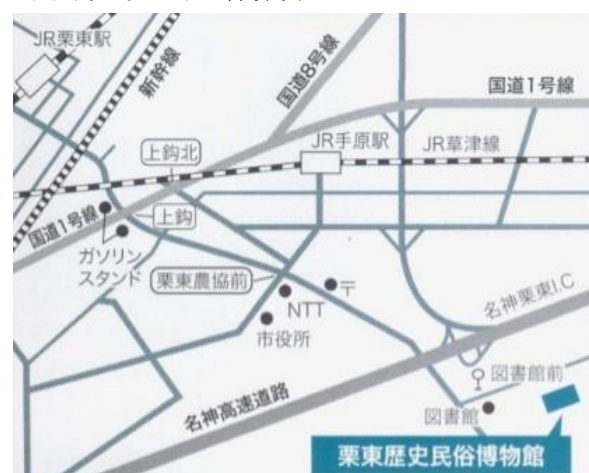 JR栗東駅
新幹線
国道8号線
国道1号線
JR手原駅
JR草津線
上鈎北
上鈎
国道1号線
ガソリン
スタンド
栗東農協前
〒
NTT
市役所
名神栗東I.C
名神高速道路
図書館前
図書館
栗東歴史民俗博物館